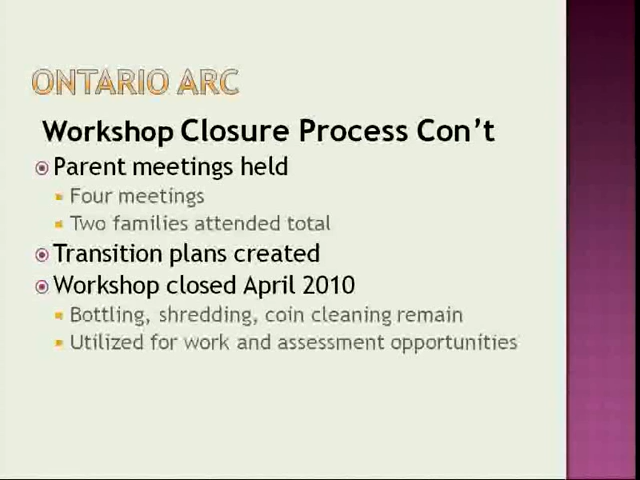 ONTARIO ARC
Workshop Closure Process Con't
Parent meetings held
Four meetings
Two families attended total
Transition plans created
Workshop closed April 2010
Bottling, shredding, coin cleaning remain
Utilized for work and assessment opportunities